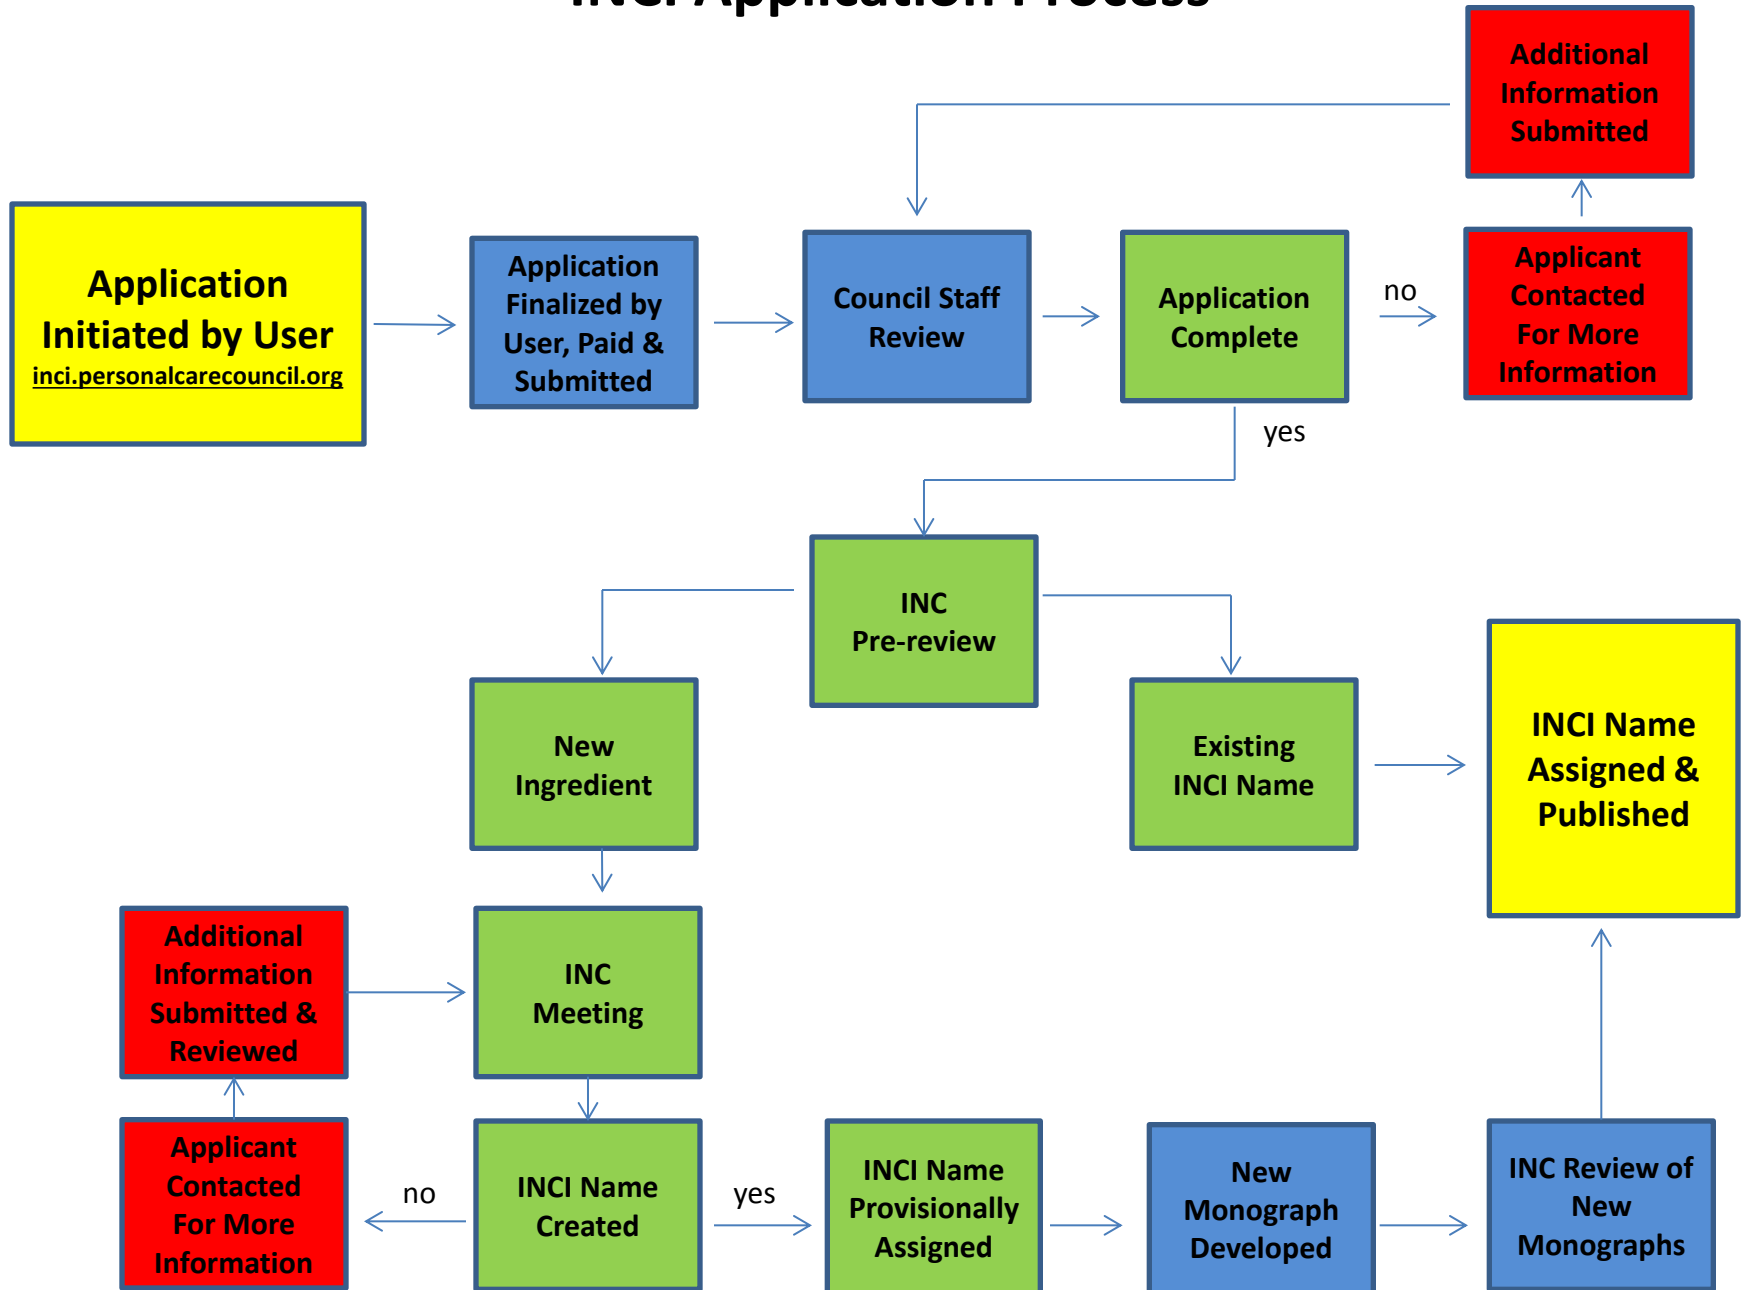 INCI Application Process
Additional
Information
Submitted
Application
Initiated by User
inci.personalcarecouncil.org
Application
Finalized by
User, Paid &
Submitted
Council Staff
Review
Application
Complete
no
Applicant
Contacted
For More
Information
yes
INC
Pre-review
New
Ingredient
Existing
INCI Name
INCI Name
Assigned &
Published
Additional
Information
Submitted &
Reviewed
INC
Meeting
Applicant
Contacted
For More
Information
no
INCI Name
Created
yes
INCI Name
Provisionally
Assigned
New
Monograph
Developed
INC Review of
New
Monographs